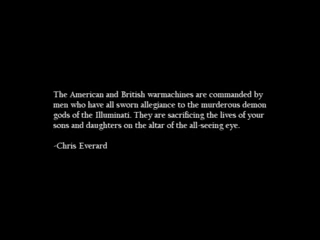 The American and British warmachines are commanded by
men who have all sworn allegiance to the murderous demon
gods of the Illuminati. They are sacrificing the lives of your
sons and daughters on the altar of the all-seeing eye.
-Chris Everard